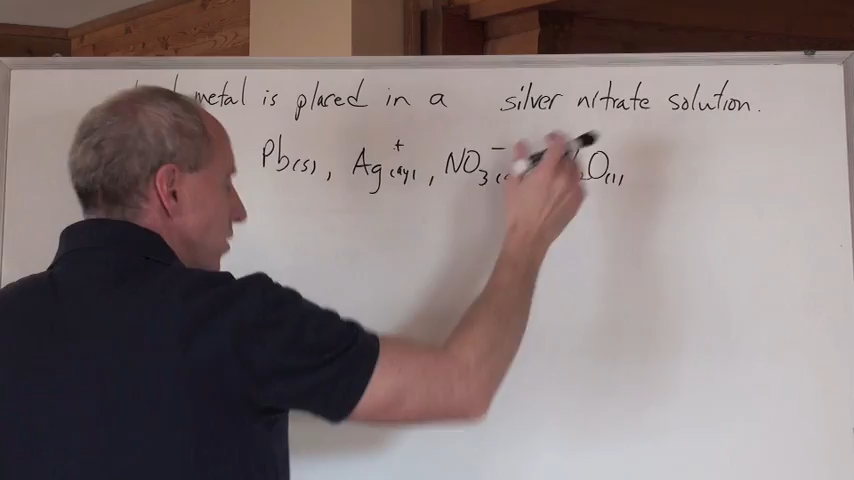 metal is placed in a silver nitrate solution.
Pb(s), Ag+(aq), NO3- O(l)